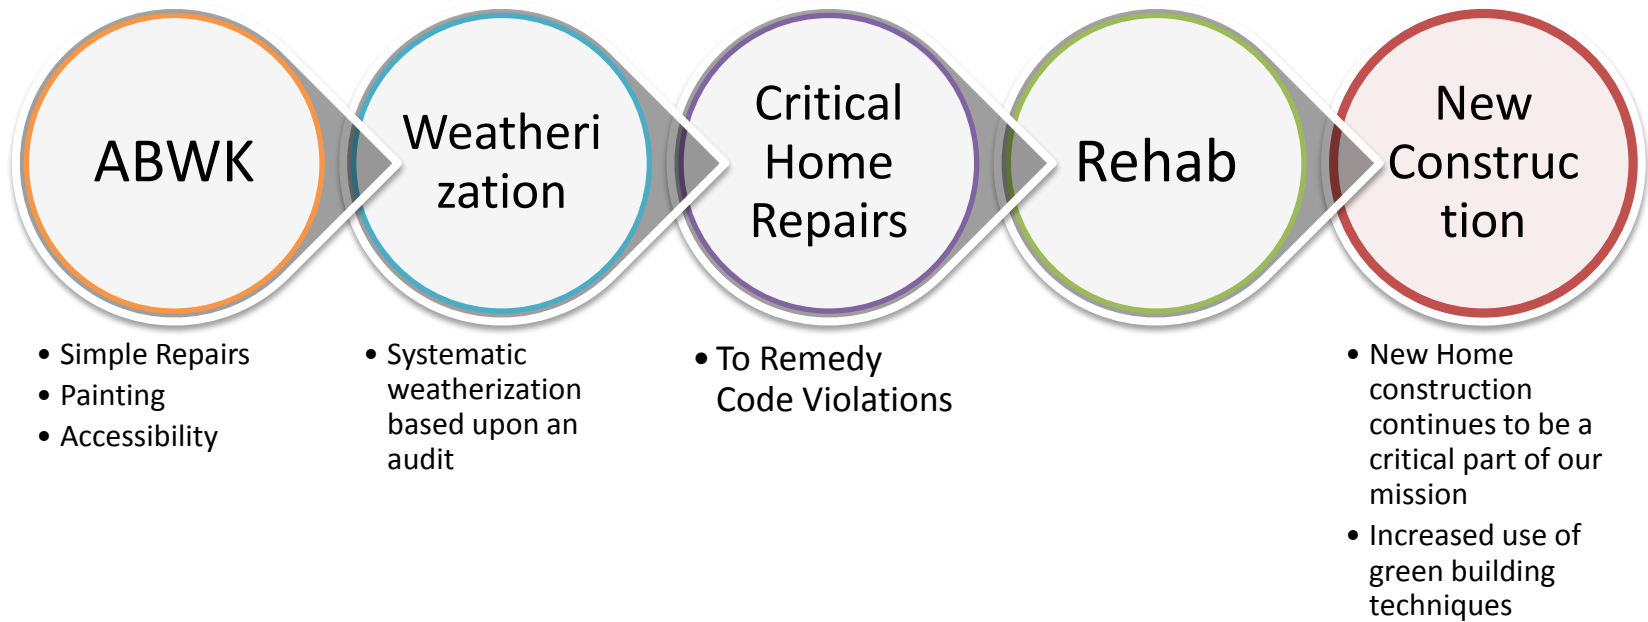 ABWK
Weatheri
zation
Critical
Home
Repairs
Rehab
New
Construc
tion
• Simple Repairs
• Painting
• Accessibility
• Systematic
weatherization
based upon an
audit
• To Remedy
Code Violations
• New Home
construction
continues to be a
critical part of our
mission
• Increased use of
green building
techniques